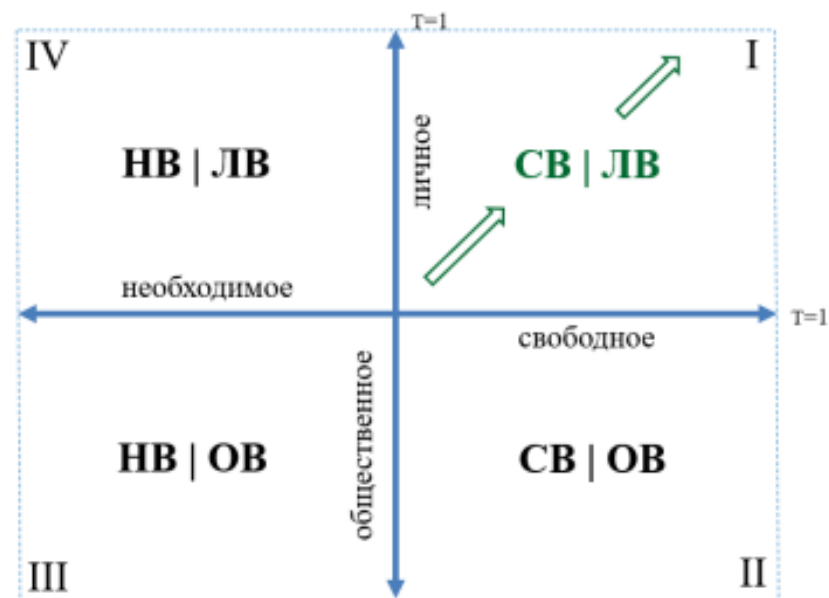 T=1
IV
I
НВ | ЛВ
личное
СВ | ЛВ
необходимое
T=1
свободное
НВ | ОВ
общественное
СВ | ОВ
III
II